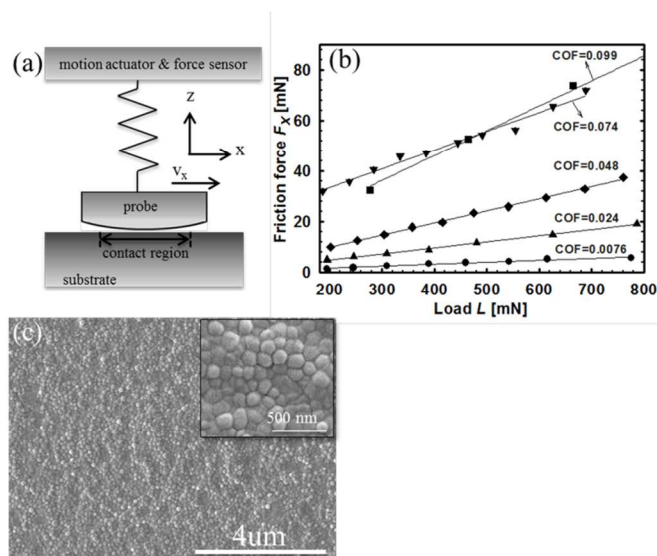 (a)
motion actuator & force sensor
z
x
vx
probe
contact region
substrate
(b)
Friction force Fx [mN]
80
60
40
20
0
COF=0.099
COF=0.074
COF=0.048
COF=0.024
COF=0.0076
200 300 400 500 600 700 800
Load L [mN]
(c)
500 nm
4um